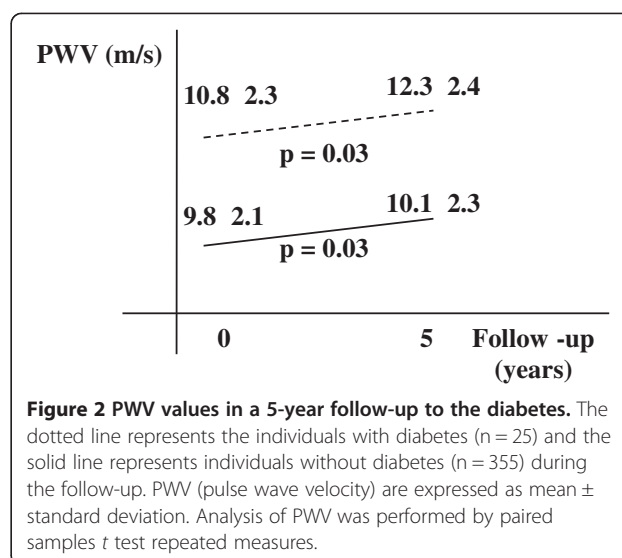 PWV (m/s)
10.8 2.3
12.3 2.4
p = 0.03
9.8 2.1
10.1 2.3
p = 0.03
0
5
Follow -up
(years)
Figure 2 PWV values in a 5-year follow-up to the diabetes. The
dotted line represents the individuals with diabetes (n = 25) and the
solid line represents individuals without diabetes (n = 355) during
the follow-up. PWV (pulse wave velocity) are expressed as mean ±
standard deviation. Analysis of PWV was performed by paired
samples t test repeated measures.